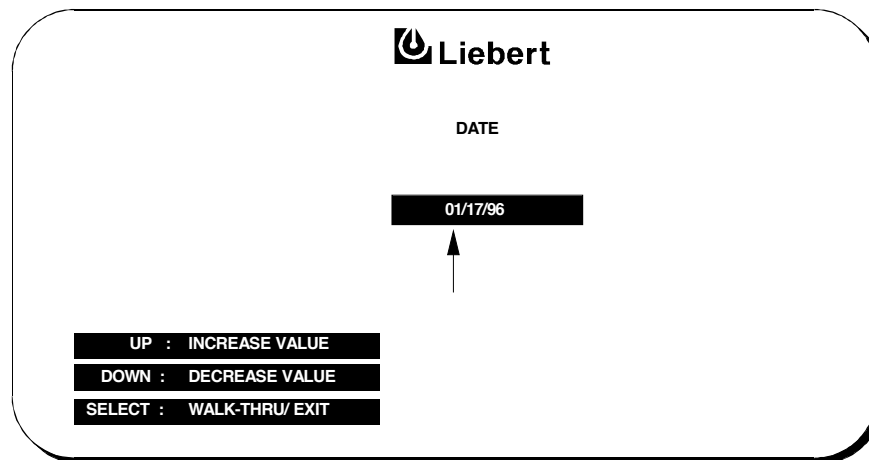 Liebert
DATE
01/17/96
UP : INCREASE VALUE
DOWN : DECREASE VALUE
SELECT : WALK-THRU/ EXIT